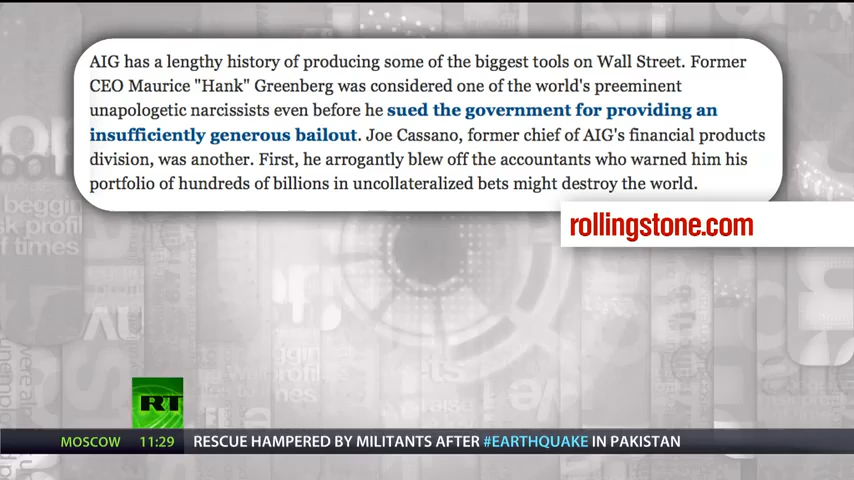 AIG has a lengthy history of producing some of the biggest tools on Wall Street. Former
CEO Maurice "Hank" Greenberg was considered one of the world's preeminent
unapologetic narcissists even before he sued the government for providing an
insufficiently generous bailout. Joe Cassano, former chief of AIG's financial products
division, was another. First, he arrogantly blew off the accountants who warned him his
portfolio of hundreds of billions in uncollateralized bets might destroy the world.
rollingstone.com
RT
MOSCOW 11:29 RESCUE HAMPERED BY MILITANTS AFTER #EARTHQUAKE IN PAKISTAN